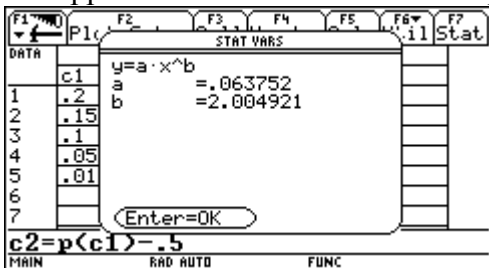 F1 F2 F3 F4 F5 F6 F7
Stat
STAT VARS
DATA
y=a·x^b
c1
a =.063752
1 .2
b =2.004921
2 .15
3 .1
4 .05
5 .01
6
7
(Enter=OK)
c2=p(c1)-.5
MAIN RAD AUTO FUNC